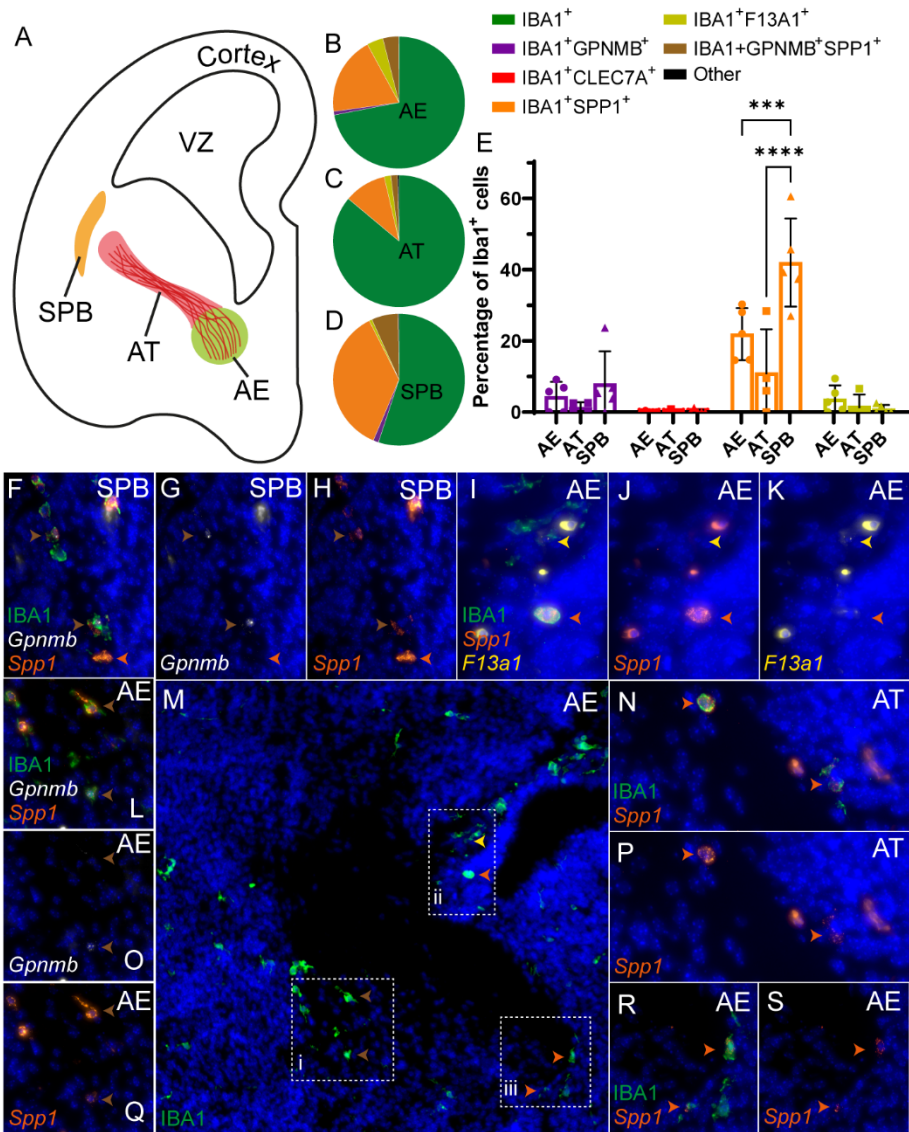 A
Cortex
VZ
SPB
AT
AE
B
AE
C
AT
D
SPB
IBA1⁺
IBA1⁺GPNMB⁺
IBA1⁺CLEC7A⁺
IBA1⁺SPP1⁺
IBA1⁺F13A1⁺
IBA1+GPNMB⁺SPP1⁺
Other
E
Percentage of Iba1⁺ cells
60
40
20
0
***
****
AE AT SPB AE AT SPB AE AT SPB AE AT SPB
F SPB
IBA1
Gpnmb
Spp1
G SPB
Gpnmb
H SPB
Spp1
I AE
IBA1
Spp1
F13a1
J AE
Spp1
K AE
F13a1
AE
IBA1
Gpnmb
Spp1
L
M AE
ii
i
iii
IBA1
N AT
IBA1
Spp1
AE
Gpnmb
O
P AT
Spp1
AE
Spp1
Q
R AE
IBA1
Spp1
S AE
Spp1